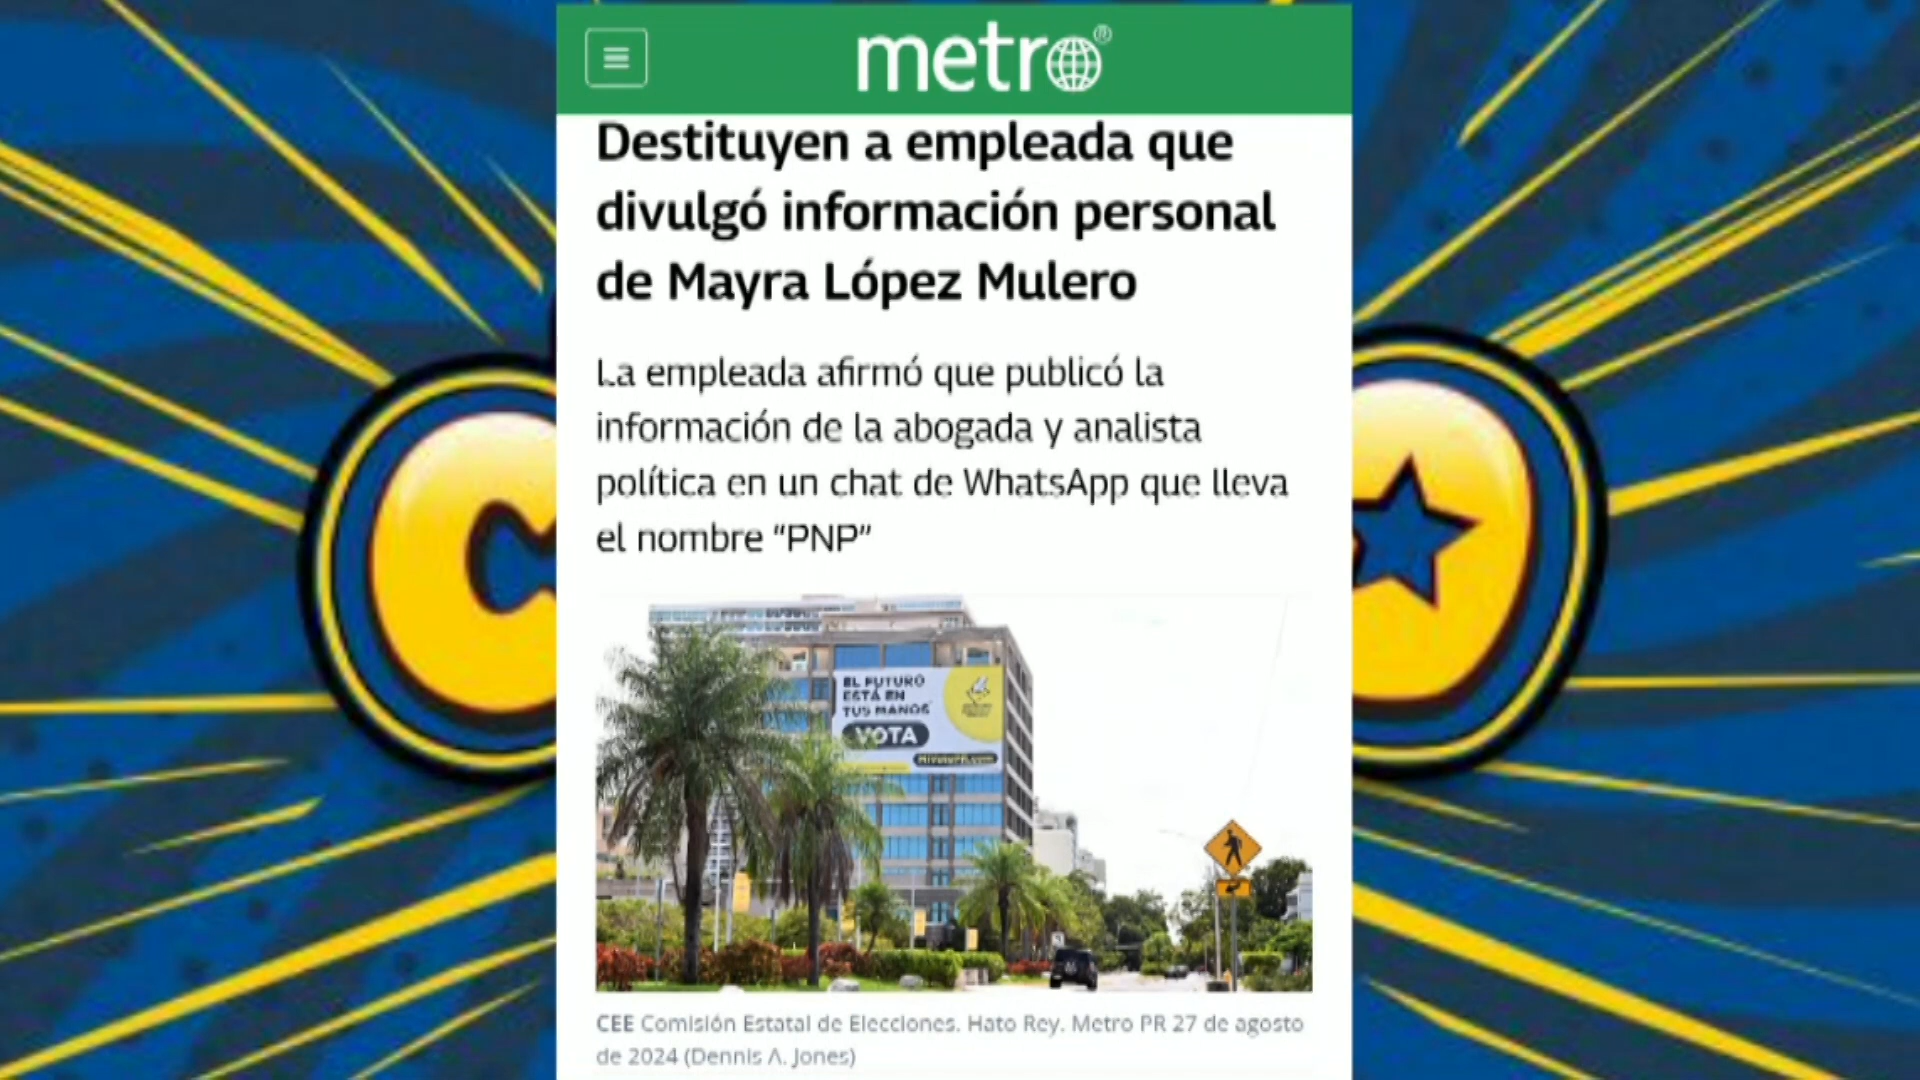 metro®
Destituyen a empleada que
divulgó información personal
de Mayra López Mulero
La empleada afirmó que publicó la
información de la abogada y analista
política en un chat de WhatsApp que lleva
el nombre “PNP”
EL FUTURO
ESTÁ EN
TUS MANOS
VOTA
CEE Comisión Estatal de Elecciones. Hato Rey. Metro PR 27 de agosto
de 2024 (Dennis A. Jones)